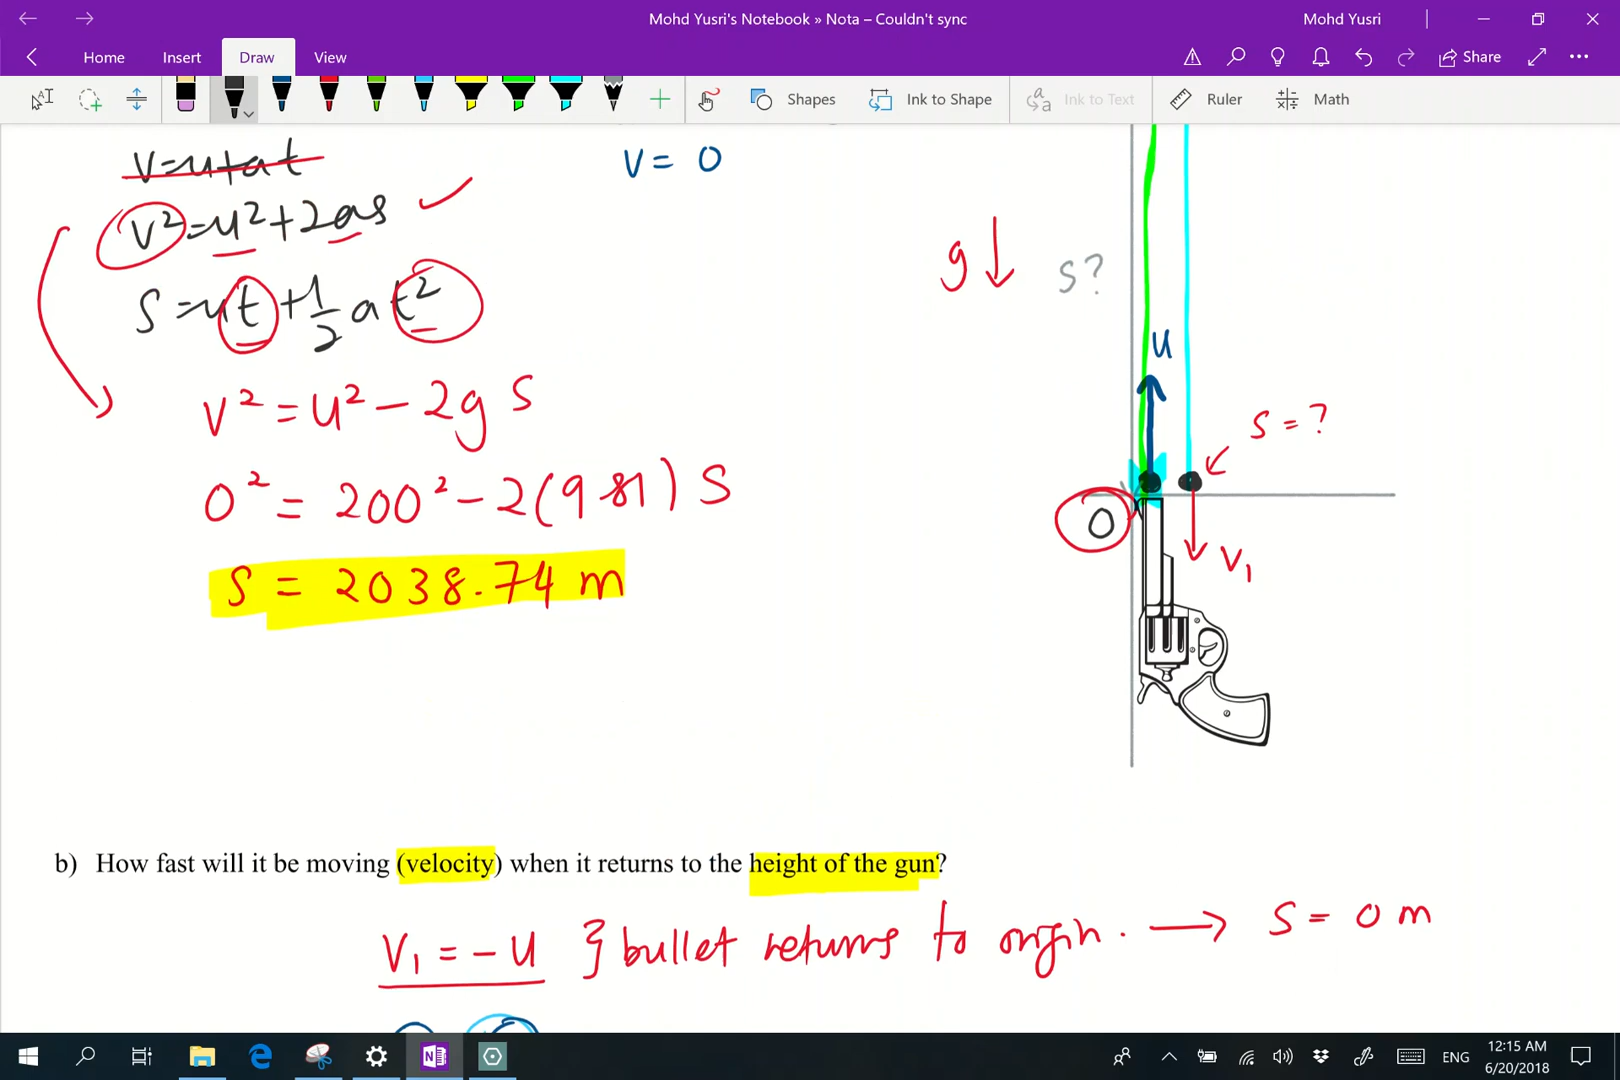 Mohd Yusri's Notebook » Nota – Couldn't sync
Mohd Yusri
Home
Insert
Draw
View
Share
Shapes
Ink to Shape
Ink to Text
Ruler
Math
V=u+at
V²=u²+2as
S=ut+1/2at²
V²=u²-2gS
0²=200²-2(9 81)S
S = 2038.74 m
V= 0
g
S?
u
S=?
O
V₁
b) How fast will it be moving (velocity) when it returns to the height of the gun?
V₁=-u } bullet returns to origin. → S = 0 m
ENG
12:15 AM
6/20/2018